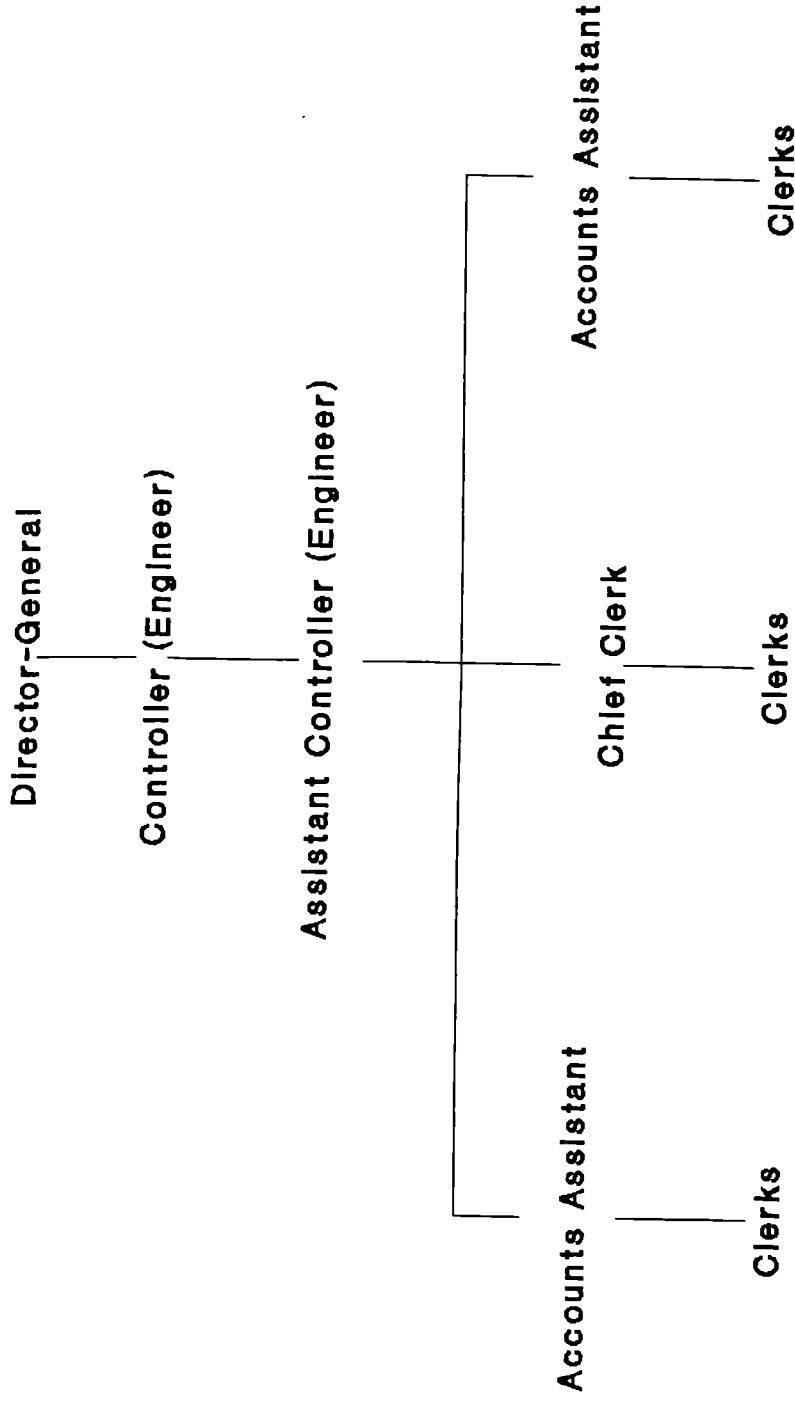 Director-General
Controller (Engineer)
Assistant Controller (Engineer)
Accounts Assistant
Chief Clerk
Accounts Assistant
Clerks
Clerks
Clerks